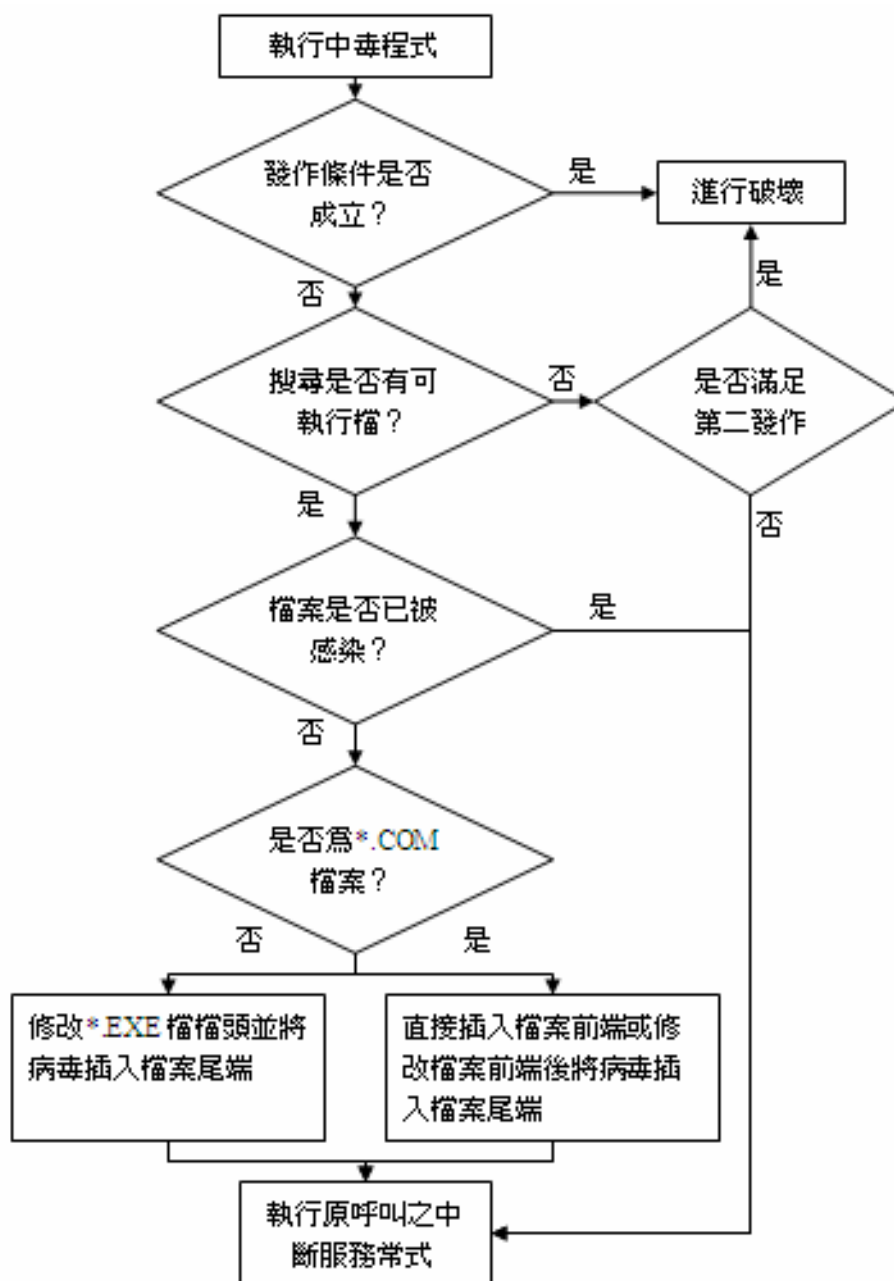 執行中毒程式
發作條件是否
成立？
是
進行破壞
否
是
搜尋是否有可
執行檔？
否
是否滿足
第二發作
是
否
檔案是否已被
感染？
是
否
是否為*.COM
檔案？
否
是
修改*.EXE 檔檔頭並將
病毒插入檔案尾端
直接插入檔案前端或修
改檔案前端後將病毒插
入檔案尾端
執行原呼叫之中
斷服務常式